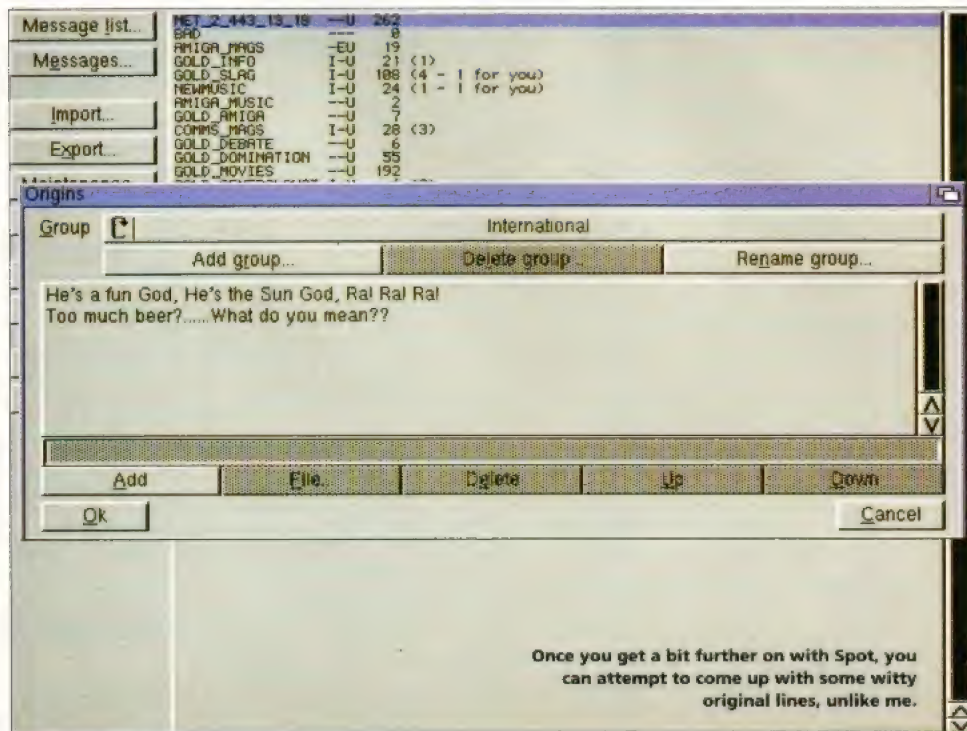 Message list...
Messages...
Import...
Export...
NET_2_443_13_18 --U 262
BAD --- 0
AMIGA_MAGS -EU 19
GOLD_INFO I-U 21 (1)
GOLD_SLAG I-U 108 (4 - 1 for you)
NEWMUSIC I-U 24 (1 - 1 for you)
AMIGA_MUSIC --U 2
GOLD_AMIGA --U 7
COMMS_MAGS I-U 28 (3)
GOLD_DEBATE --U 6
GOLD_DOMINATION --U 55
GOLD_MOVIES --U 192
Origins
Group International
Add group... Delete group... Rename group...
He's a fun God, He's the Sun God, Ra! Ra! Ra!
Too much beer?......What do you mean??
Add File... Delete Up Down
Ok Cancel
Once you get a bit further on with Spot, you
can attempt to come up with some witty
original lines, unlike me.